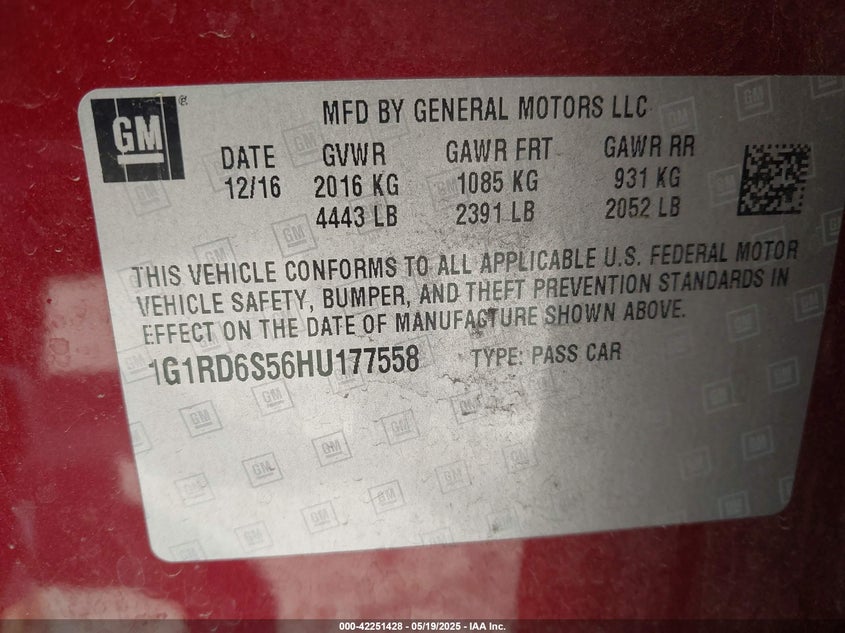 GM®
MFD BY GENERAL MOTORS LLC
DATE GVWR GAWR FRT GAWR RR
12/16 2016 KG 1085 KG 931 KG
4443 LB 2391 LB 2052 LB
THIS VEHICLE CONFORMS TO ALL APPLICABLE U.S. FEDERAL MOTOR
VEHICLE SAFETY, BUMPER, AND THEFT PREVENTION STANDARDS IN
EFFECT ON THE DATE OF MANUFACTURE SHOWN ABOVE.
1G1RD6S56HU177558 TYPE: PASS CAR
000-42251428 - 05/19/2025 - IAA Inc.